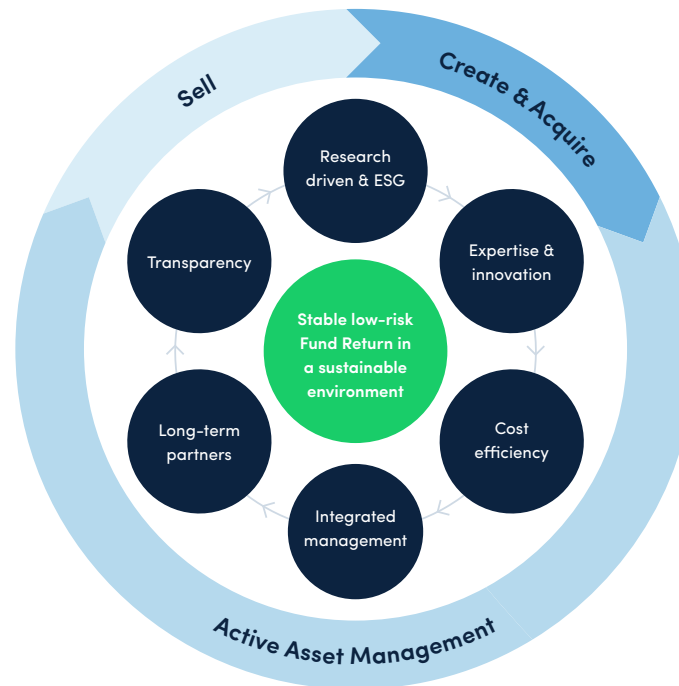 Sell
Create & Acquire
Research
driven & ESG
Expertise &
innovation
Transparency
Stable low-risk
Fund Return in
a sustainable
environment
Long-term
partners
Cost
efficiency
Integrated
management
Active Asset Management